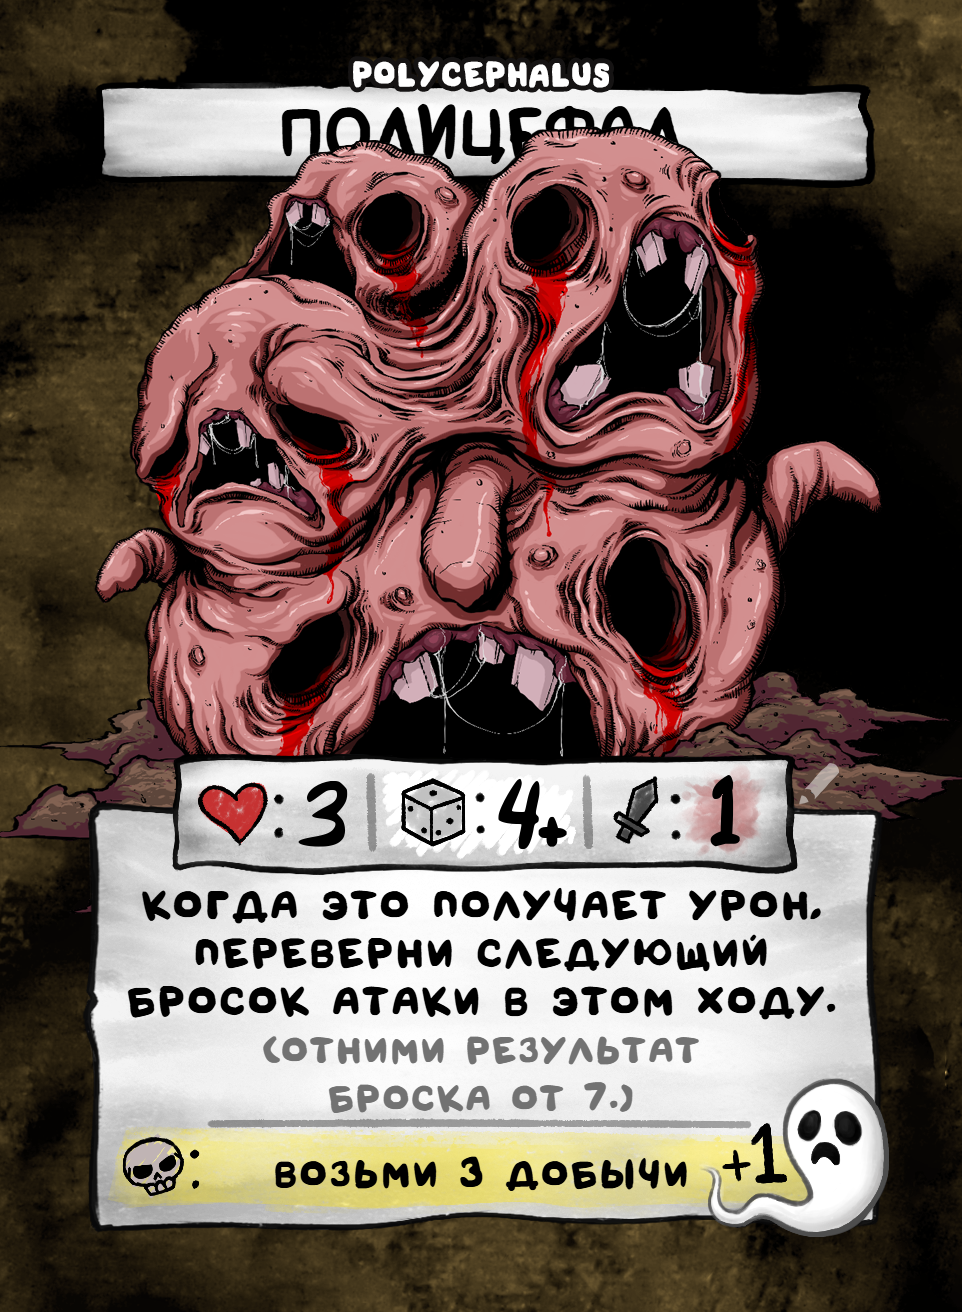 POLYCEPHALUS
ПОЛИЦЕФАЛ
: 3 : 4+ : 1
КОГДА ЭТО ПОЛУЧАЕТ УРОН,
ПЕРЕВЕРНИ СЛЕДУЮЩИЙ
БРОСОК АТАКИ В ЭТОМ ХОДУ.
(ОТНИМИ РЕЗУЛЬТАТ
БРОСКА ОТ 7.)
: ВОЗЬМИ 3 ДОБЫЧИ +1